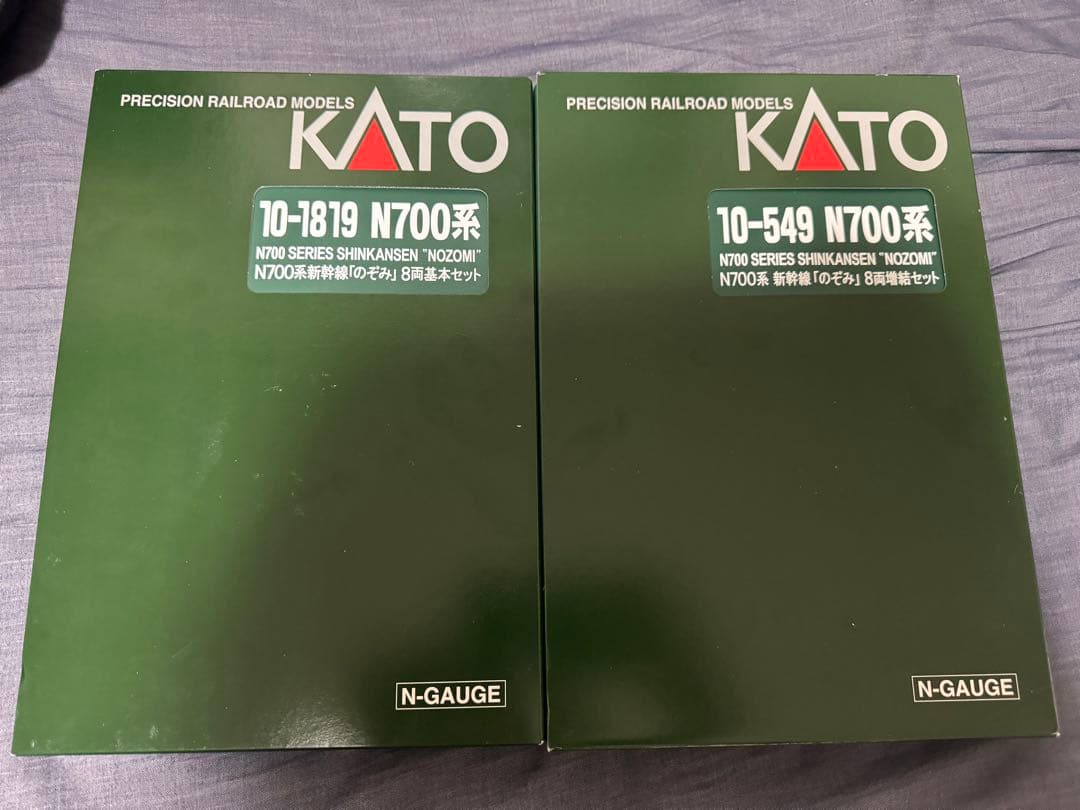 PRECISION RAILROAD MODELS
KATO
10-1819 N700系
N700 SERIES SHINKANSEN "NOZOMI"
N700系新幹線「のぞみ」8両基本セット
N-GAUGE
PRECISION RAILROAD MODELS
KATO
10-549 N700系
N700 SERIES SHINKANSEN "NOZOMI"
N700系 新幹線「のぞみ」8両増結セット
N-GAUGE